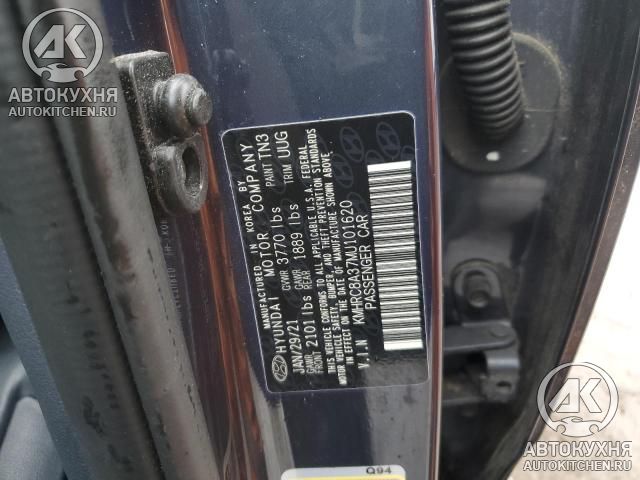 АВТОКУХНЯ
AUTOKITCHEN.RU
MANUFACTURED IN KOREA BY
HYUNDAI MOTOR COMPANY
JAN/29/21 GVWR 3770 lbs PAINT TN3
GAWR FRONT 2101 lbs GAWR REAR 1889 lbs TRIM UUG
THIS VEHICLE CONFORMS TO ALL APPLICABLE U.S.A. FEDERAL
MOTOR VEHICLE SAFETY, BUMPER, AND THEFT PREVENTION STANDARDS
IN EFFECT ON THE DATE OF MANUFACTURE SHOWN ABOVE.
V.I.N KMHRC8A37MU101620
PASSENGER CAR
Q94
АВТОКУХНЯ
AUTOKITCHEN.RU